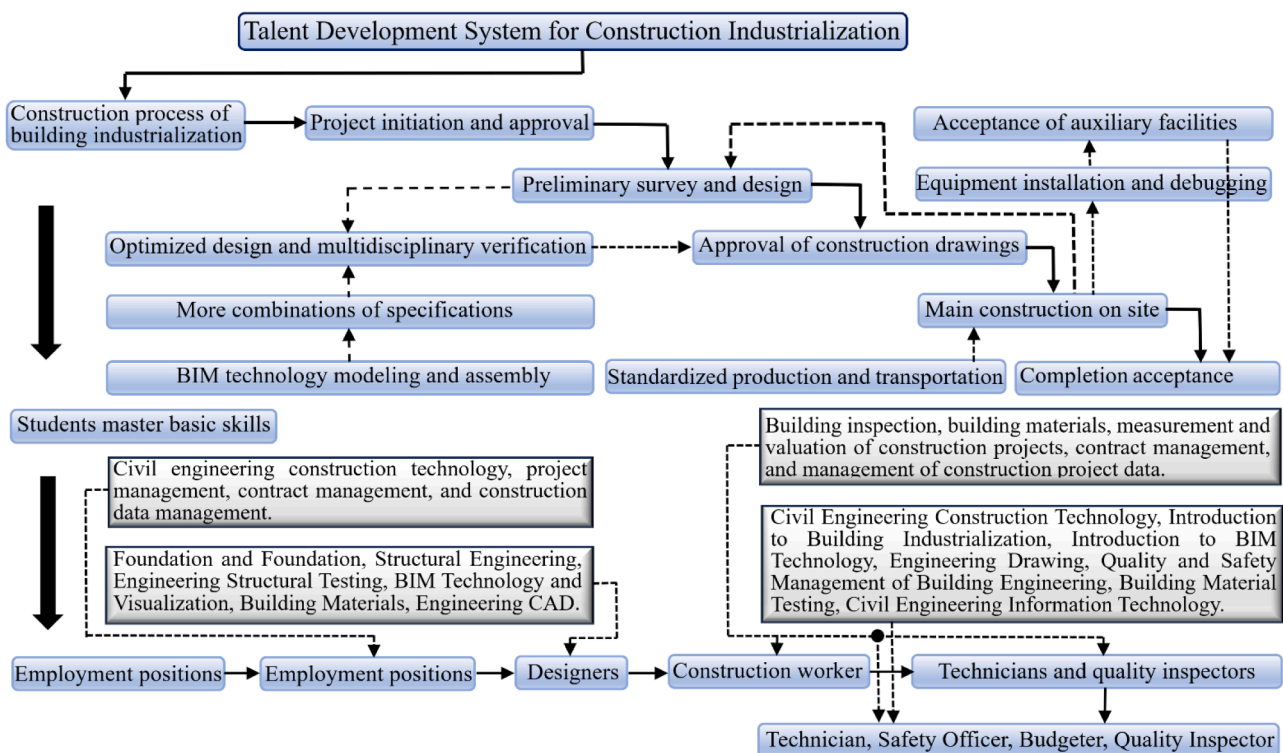 Talent Development System for Construction Industrialization
Construction process of
building industrialization
Project initiation and approval
Acceptance of auxiliary facilities
Preliminary survey and design
Equipment installation and debugging
Optimized design and multidisciplinary verification
Approval of construction drawings
More combinations of specifications
Main construction on site
BIM technology modeling and assembly
Standardized production and transportation
Completion acceptance
Students master basic skills
Building inspection, building materials, measurement and
valuation of construction projects, contract management,
and management of construction project data.
Civil engineering construction technology, project
management, contract management, and construction
data management.
Civil Engineering Construction Technology, Introduction
to Building Industrialization, Introduction to BIM
Technology, Engineering Drawing, Quality and Safety
Management of Building Engineering, Building Material
Testing, Civil Engineering Information Technology.
Foundation and Foundation, Structural Engineering,
Engineering Structural Testing, BIM Technology and
Visualization, Building Materials, Engineering CAD.
Employment positions
Employment positions
Designers
Construction worker
Technicians and quality inspectors
Technician, Safety Officer, Budgeter, Quality Inspector